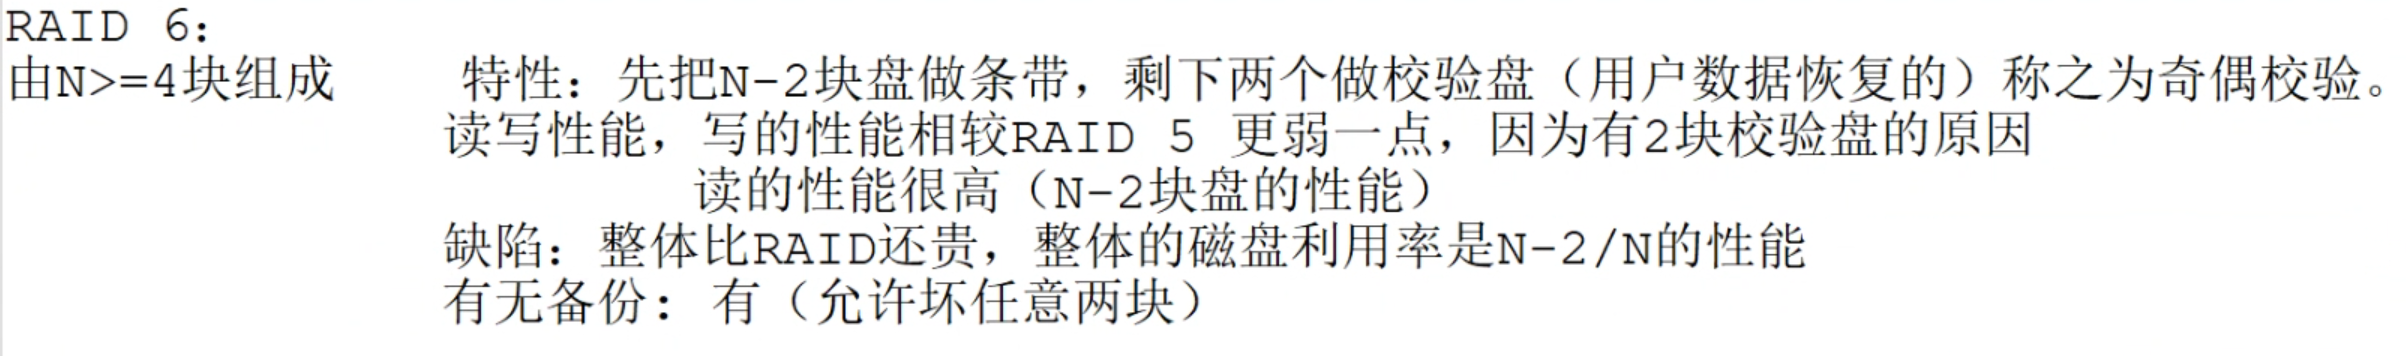 RAID 6:
由N>=4块组成 特性：先把N-2块盘做条带，剩下两个做校验盘（用户数据恢复的）称之为奇偶校验。
读写性能，写的性能相较RAID 5 更弱一点，因为有2块校验盘的原因
读的性能很高（N-2块盘的性能）
缺陷：整体比RAID还贵，整体的磁盘利用率是N-2/N的性能
有无备份：有（允许坏任意两块）